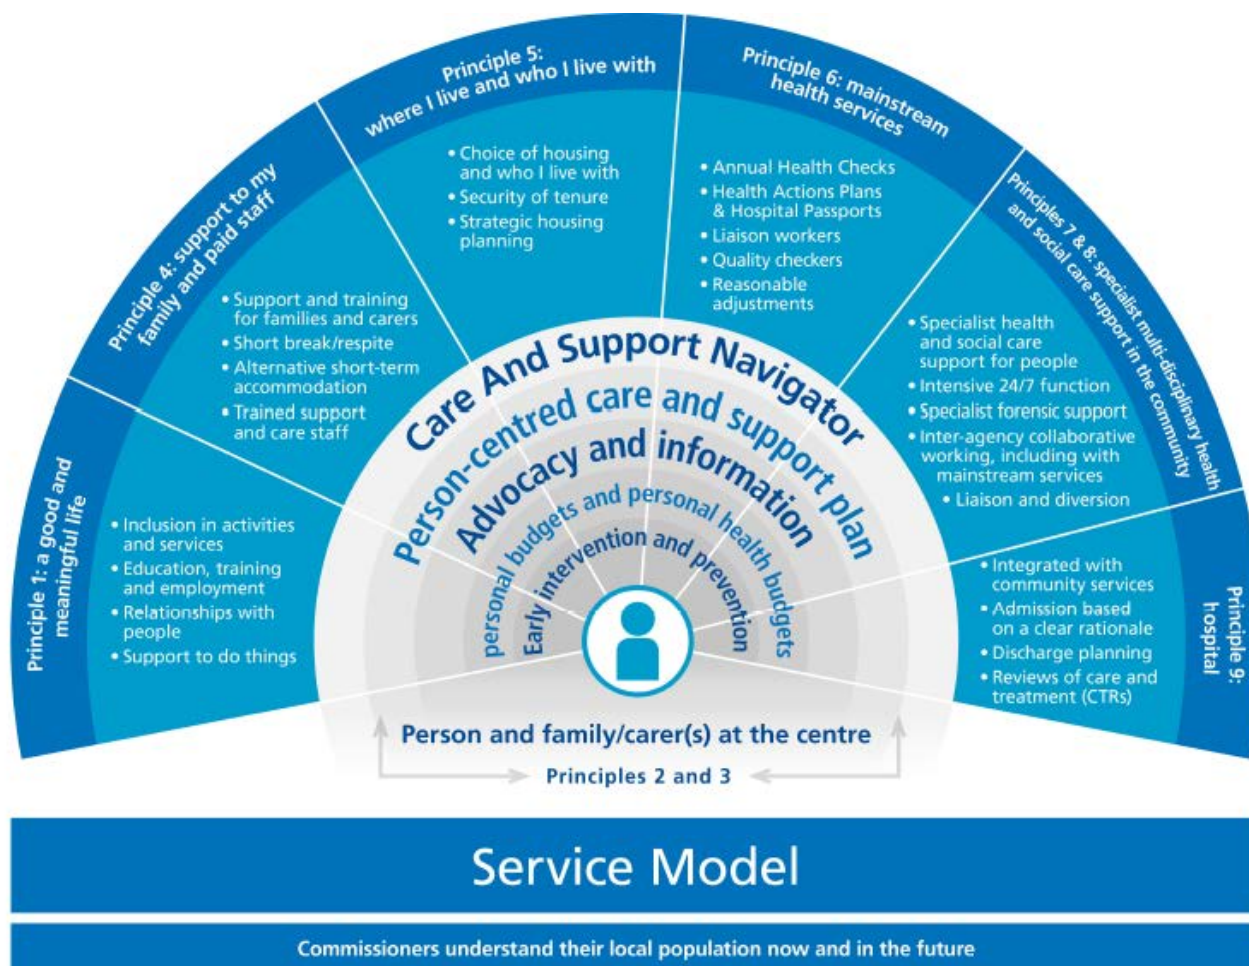 Principle 1: a good and
meaningful life
• Inclusion in activities
and services
• Education, training
and employment
• Relationships with
people
• Support to do things
Principle 4: support to my
family and paid staff
• Support and training
for families and carers
• Short break/respite
• Alternative short-term
accommodation
• Trained support
and care staff
Principle 5:
where I live and who I live with
• Choice of housing
and who I live with
• Security of tenure
• Strategic housing
planning
Principle 6: mainstream
health services
• Annual Health Checks
• Health Actions Plans
& Hospital Passports
• Liaison workers
• Quality checkers
• Reasonable
adjustments
Principles 7 & 8: specialist multi-disciplinary health
and social care support in the community
• Specialist health
and social care
support for people
• Intensive 24/7 function
• Specialist forensic support
• Inter-agency collaborative
working, including with
mainstream services
• Liaison and diversion
Principle 9:
hospital
• Integrated with
community services
• Admission based
on a clear rationale
• Discharge planning
• Reviews of care and
treatment (CTRs)
Care And Support Navigator
Person-centred care and support plan
Advocacy and information
personal budgets and personal health budgets
Early intervention and prevention
Person and family/carer(s) at the centre
Principles 2 and 3
Service Model
Commissioners understand their local population now and in the future